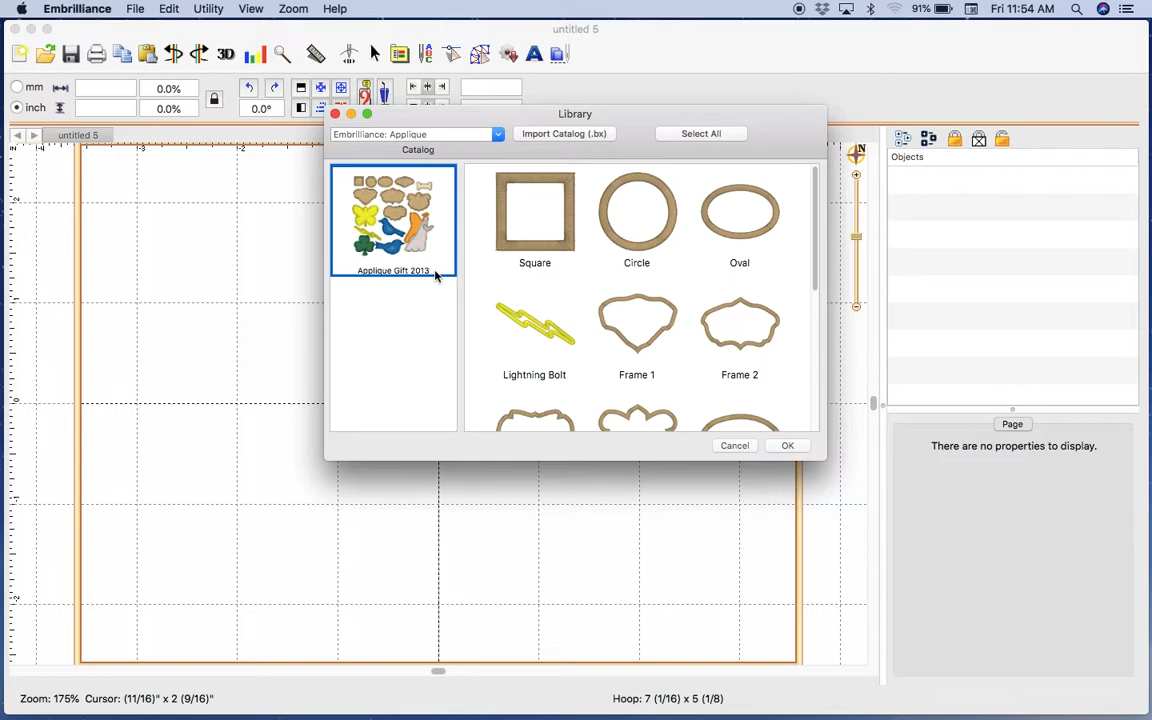 Embrilliance File Edit Utility View Zoom Help 91% Fri 11:54 AM
untitled 5
3D
mm 0.0%
inch 0.0% 0.0°
untitled 5
Library
Embrilliance: Applique Import Catalog (.bx) Select All
Catalog
N
Objects
Applique Gift 2013
Square Circle Oval
Lightning Bolt Frame 1 Frame 2
Cancel OK
Page
There are no properties to display.
Zoom: 175% Cursor: (11/16)" x 2 (9/16)" Hoop: 7 (1/16) x 5 (1/8)